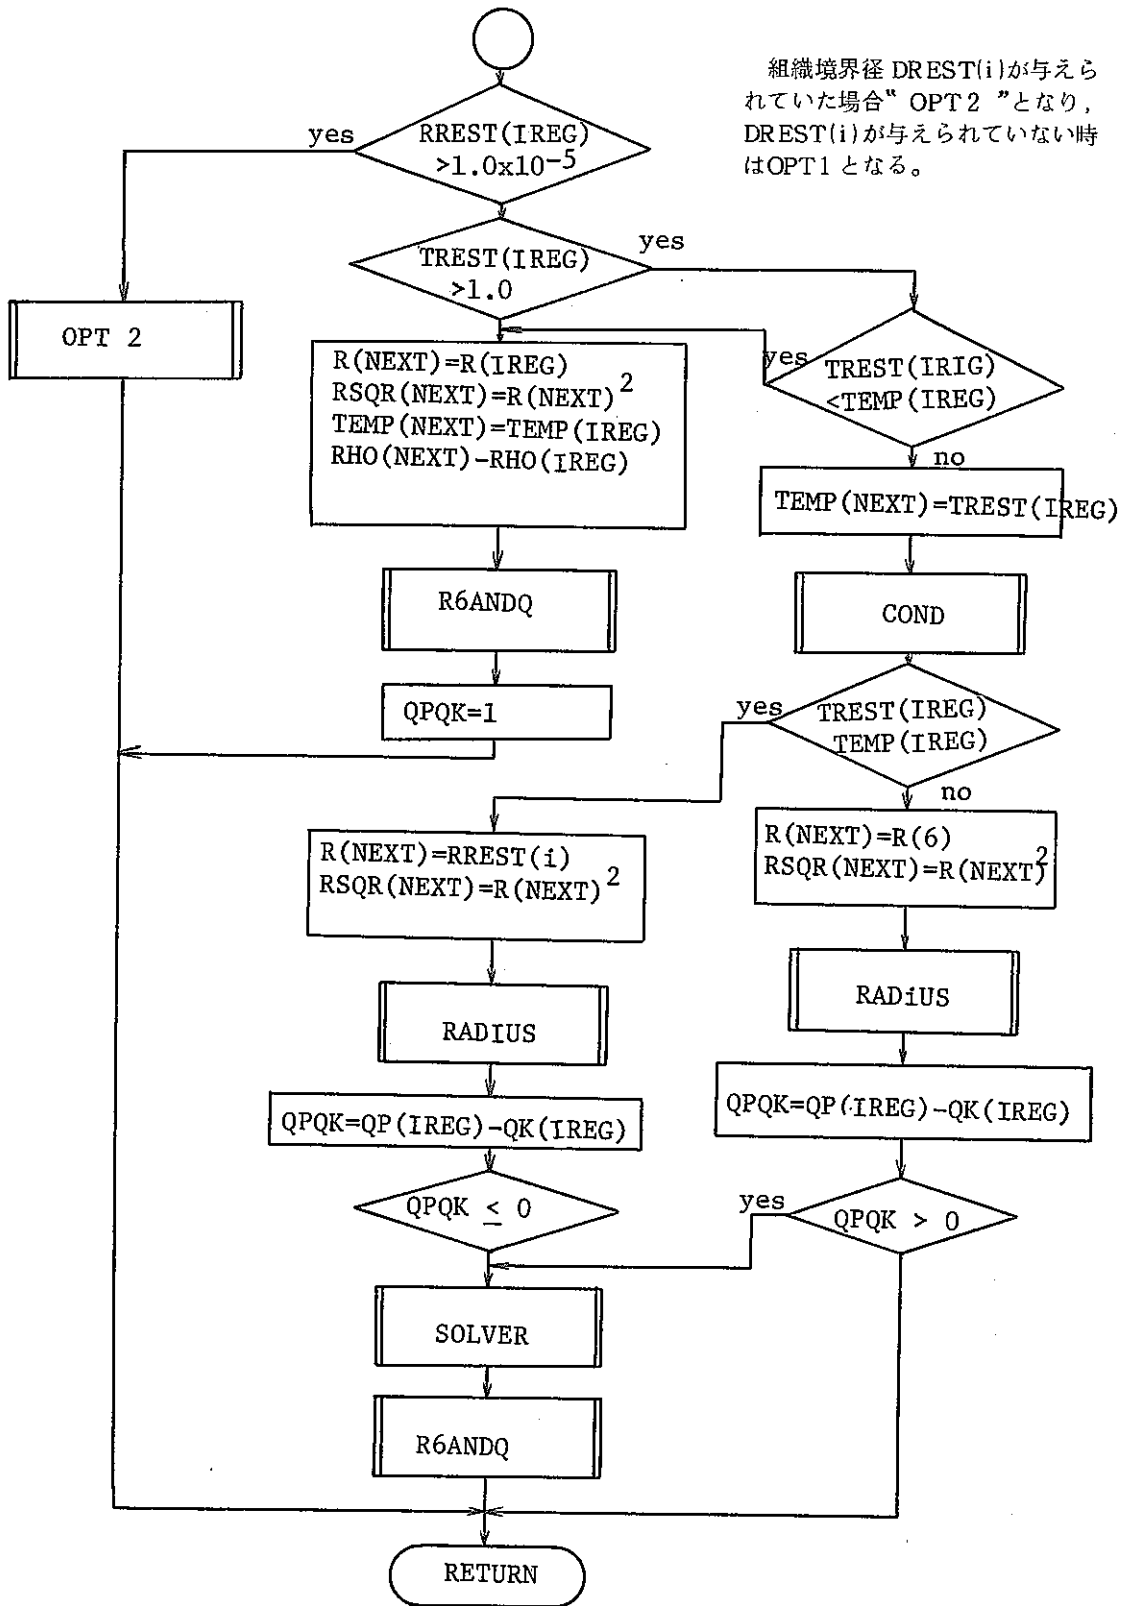 組織境界径 DREST(i)が与えら
れていた場合“ OPT 2 ”となり,
DREST(i)が与えられていない時
はOPT1 となる。
yes
RREST(IREG)
>1.0x10-5
TREST(IREG)
>1.0
yes
OPT 2
R(NEXT)=R(IREG)
RSQR(NEXT)=R(NEXT)2
TEMP(NEXT)=TEMP(IREG)
RHO(NEXT)-RHO(IREG)
yes
TREST(IRIG)
<TEMP(IREG)
no
TEMP(NEXT)=TREST(IREG)
R6ANDQ
COND
QPQK=1
yes
TREST(IREG)
TEMP(IREG)
no
R(NEXT)=RREST(i)
RSQR(NEXT)=R(NEXT)2
R(NEXT)=R(6)
RSQR(NEXT)=R(NEXT)2
RADIUS
RADiUS
QPQK=QP(IREG)-QK(IREG)
QPQK=QP(IREG)-QK(IREG)
QPQK ≤ 0
yes
QPQK > 0
SOLVER
R6ANDQ
RETURN